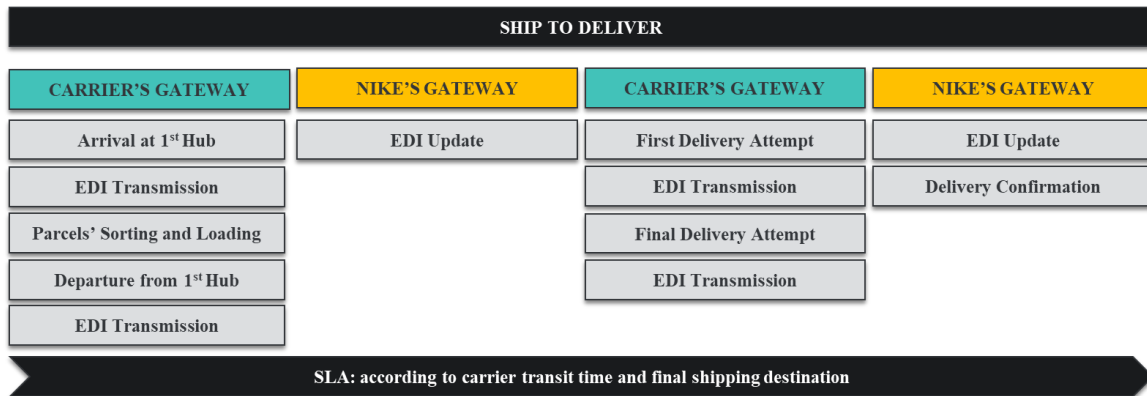 SHIP TO DELIVER
CARRIER'S GATEWAY
Arrival at 1st Hub
EDI Transmission
Parcels' Sorting and Loading
Departure from 1st Hub
EDI Transmission
NIKE'S GATEWAY
EDI Update
CARRIER'S GATEWAY
First Delivery Attempt
EDI Transmission
Final Delivery Attempt
EDI Transmission
NIKE'S GATEWAY
EDI Update
Delivery Confirmation
SLA: according to carrier transit time and final shipping destination